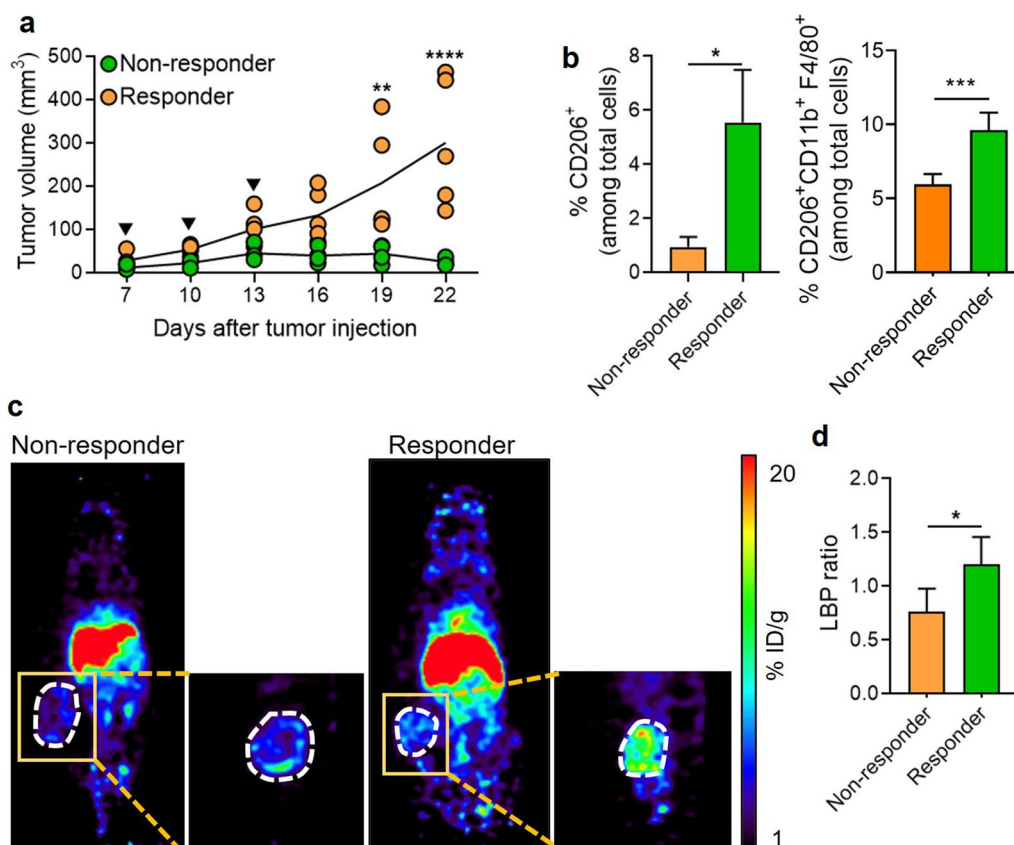 a
Tumor volume (mm³)
500
400
300
200
100
0
Non-responder
Responder
**
****
7 10 13 16 19 22
Days after tumor injection
b
% CD206⁺
(among total cells)
8
6
4
2
0
*
Non-responder
Responder
% CD206⁺CD11b⁺ F4/80⁺
(among total cells)
15
10
5
0
***
Non-responder
Responder
c
Non-responder
Responder
20
% ID/g
1
d
LBP ratio
2.0
1.5
1.0
0.5
0.0
*
Non-responder
Responder